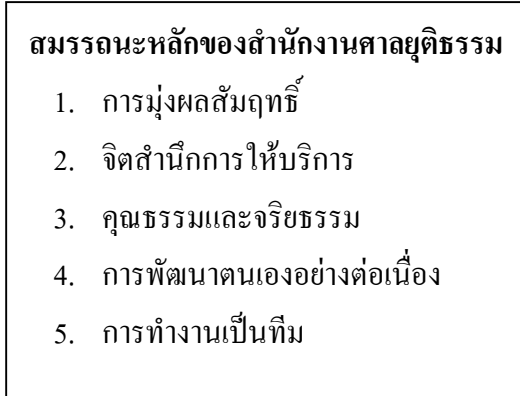 สมรรถนะหลักของสำนักงานศาลยุติธรรม
1. การมุ่งผลสัมฤทธิ์
2. จิตสำนึกการให้บริการ
3. คุณธรรมและจริยธรรม
4. การพัฒนาตนเองอย่างต่อเนื่อง
5. การทำงานเป็นทีม